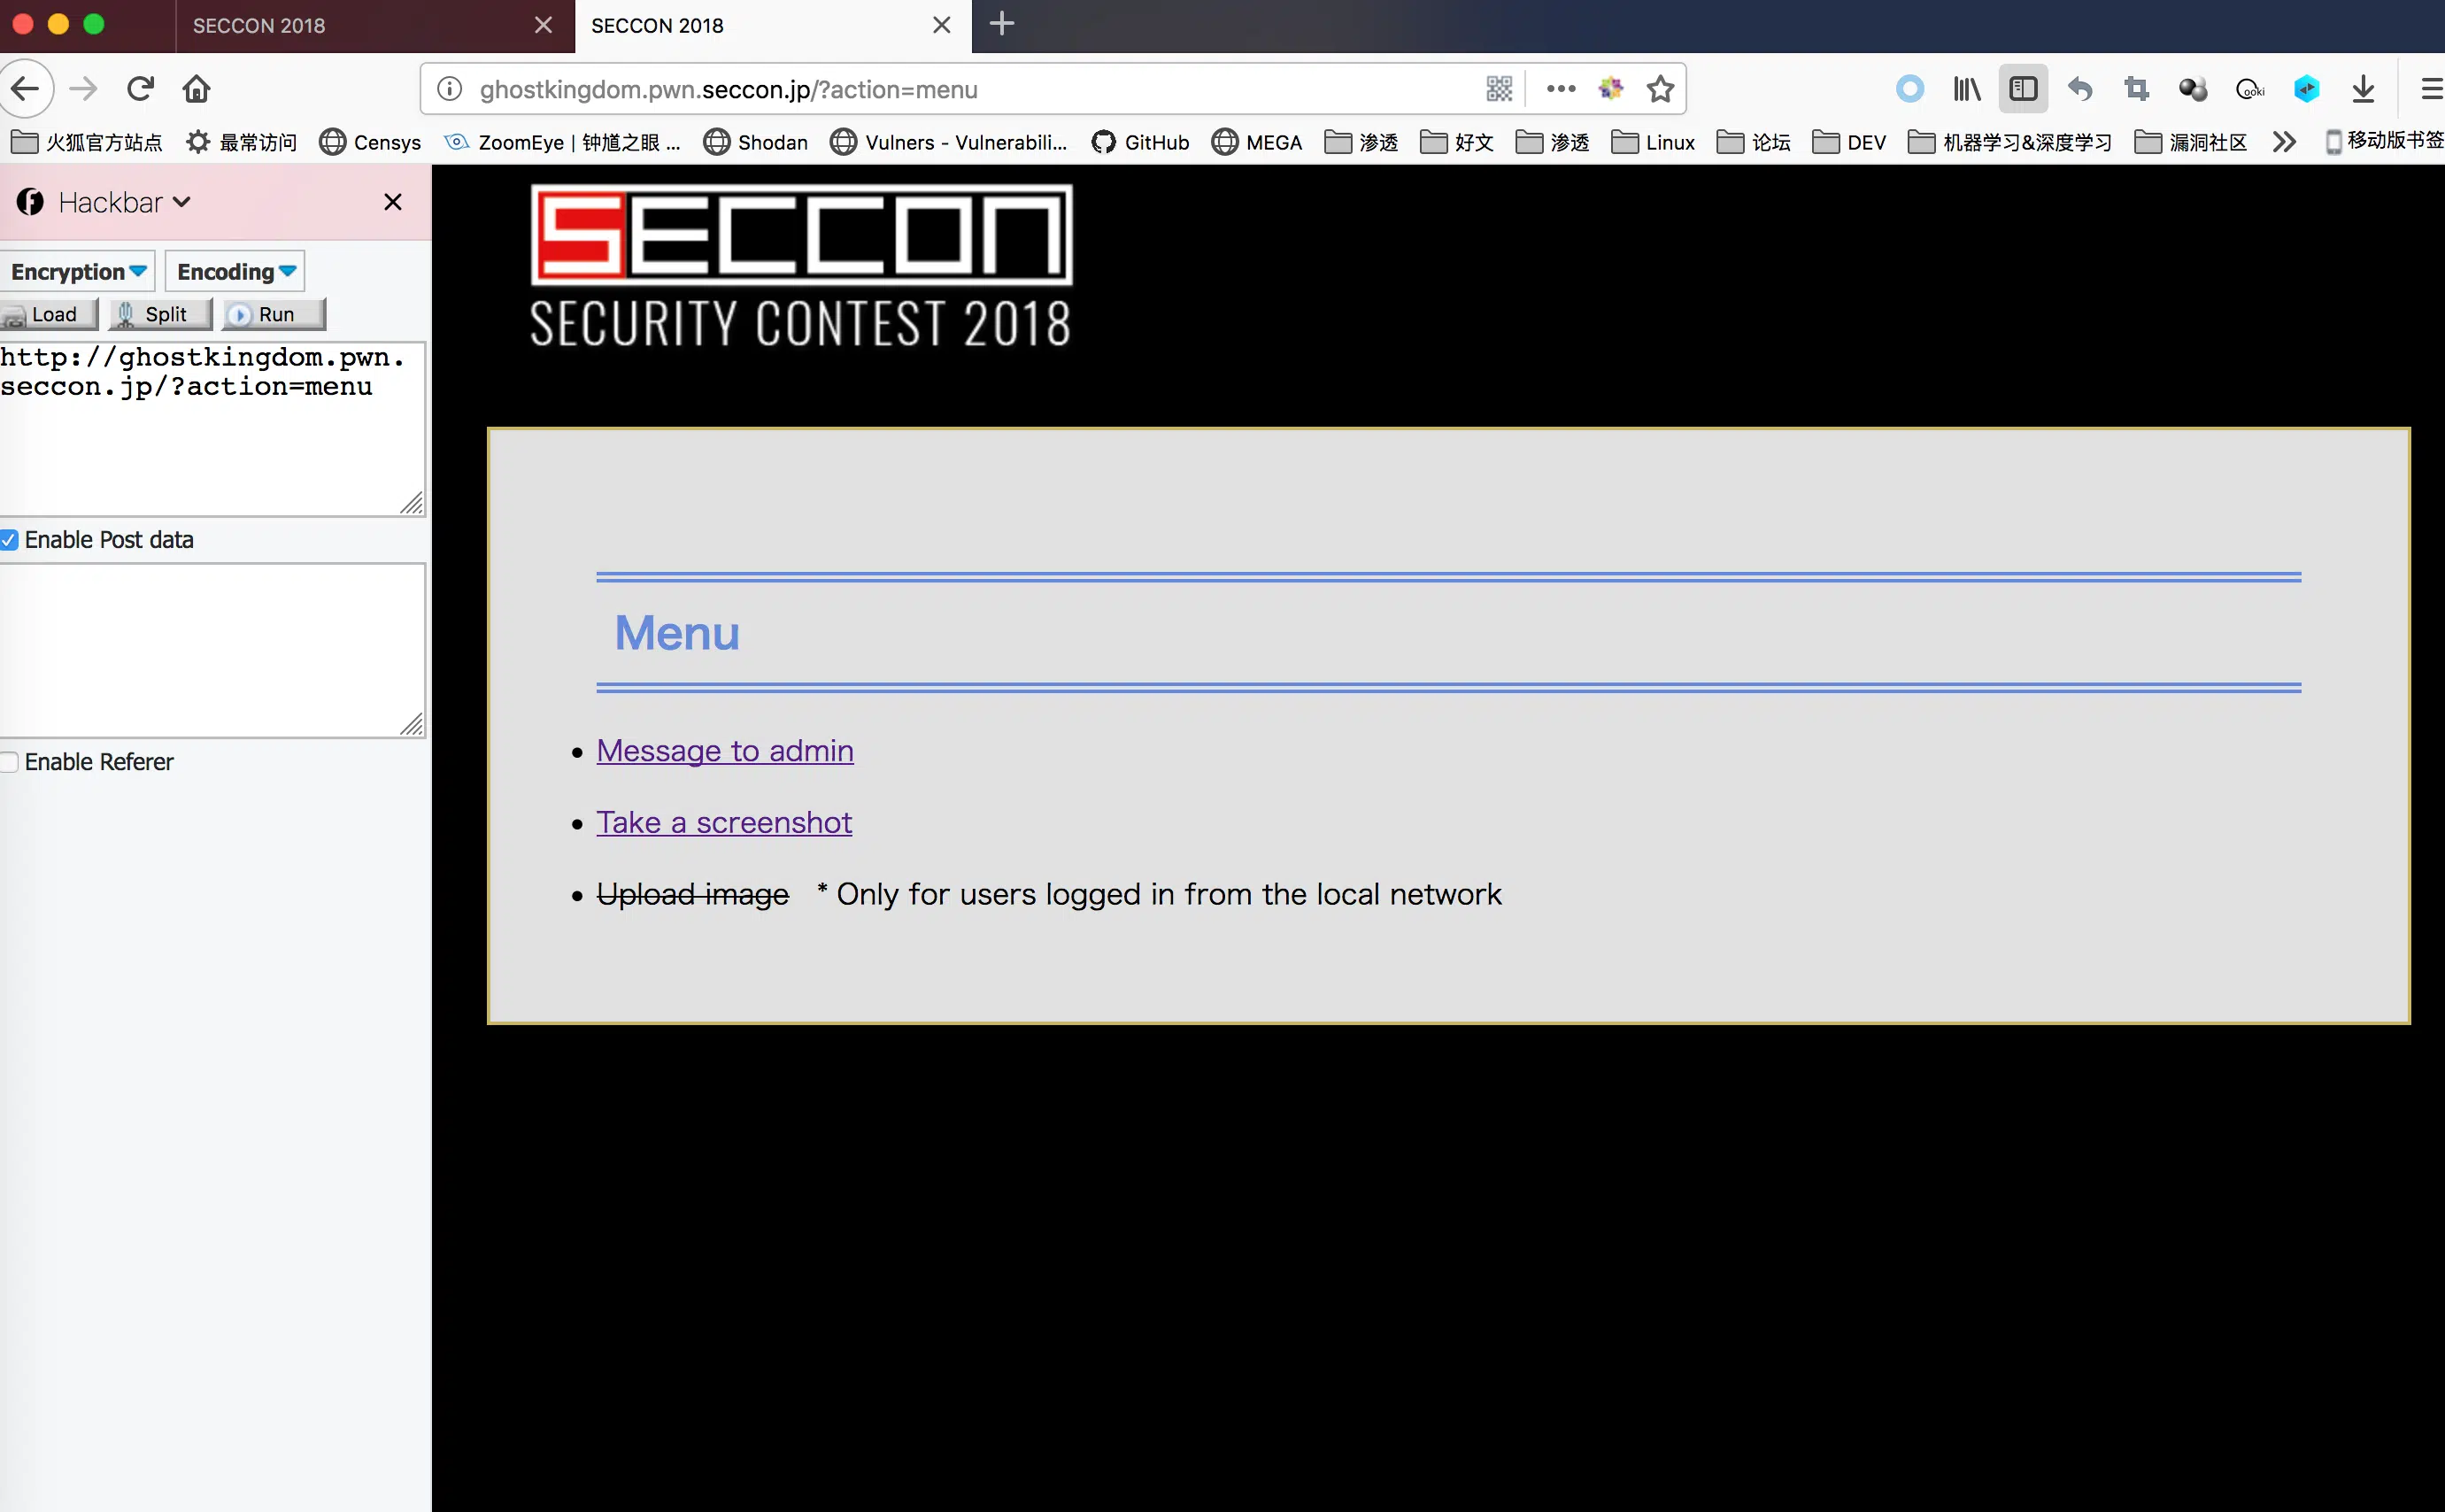 SECCON 2018
SECCON 2018
ghostkingdom.pwn.seccon.jp/?action=menu
Cooki
火狐官方站点 最常访问 Censys ZoomEye | 钟馗之眼 ... Shodan Vulners - Vulnerabili... GitHub MEGA 渗透 好文 渗透 Linux 论坛 DEV 机器学习&深度学习 漏洞社区 移动版书签
Hackbar
Encryption Encoding
Load Split Run
http://ghostkingdom.pwn.
seccon.jp/?action=menu
Enable Post data
Enable Referer
SECCON
SECURITY CONTEST 2018
Menu
Message to admin
Take a screenshot
Upload image * Only for users logged in from the local network